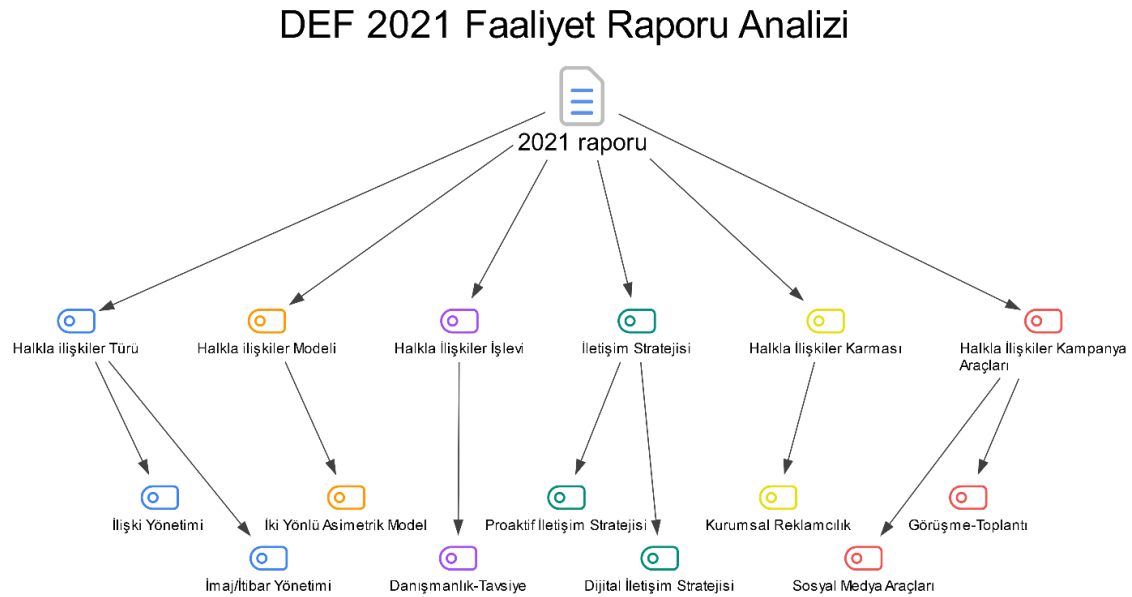 DEF 2021 Faaliyet Raporu Analizi
2021 raporu
Halkla ilişkiler Türü
Halkla ilişkiler Modeli
Halkla İlişkiler İşlevi
İletişim Stratejisi
Halkla İlişkiler Karması
Halkla İlişkiler Kampanya
Araçları
İlişki Yönetimi
İki Yönlü Asimetrik Model
Proaktif İletişim Stratejisi
Kurumsal Reklamcılık
Görüşme-Toplantı
İmaj/İtibar Yönetimi
Danışmanlık-Tavsiye
Dijital İletişim Stratejisi
Sosyal Medya Araçları